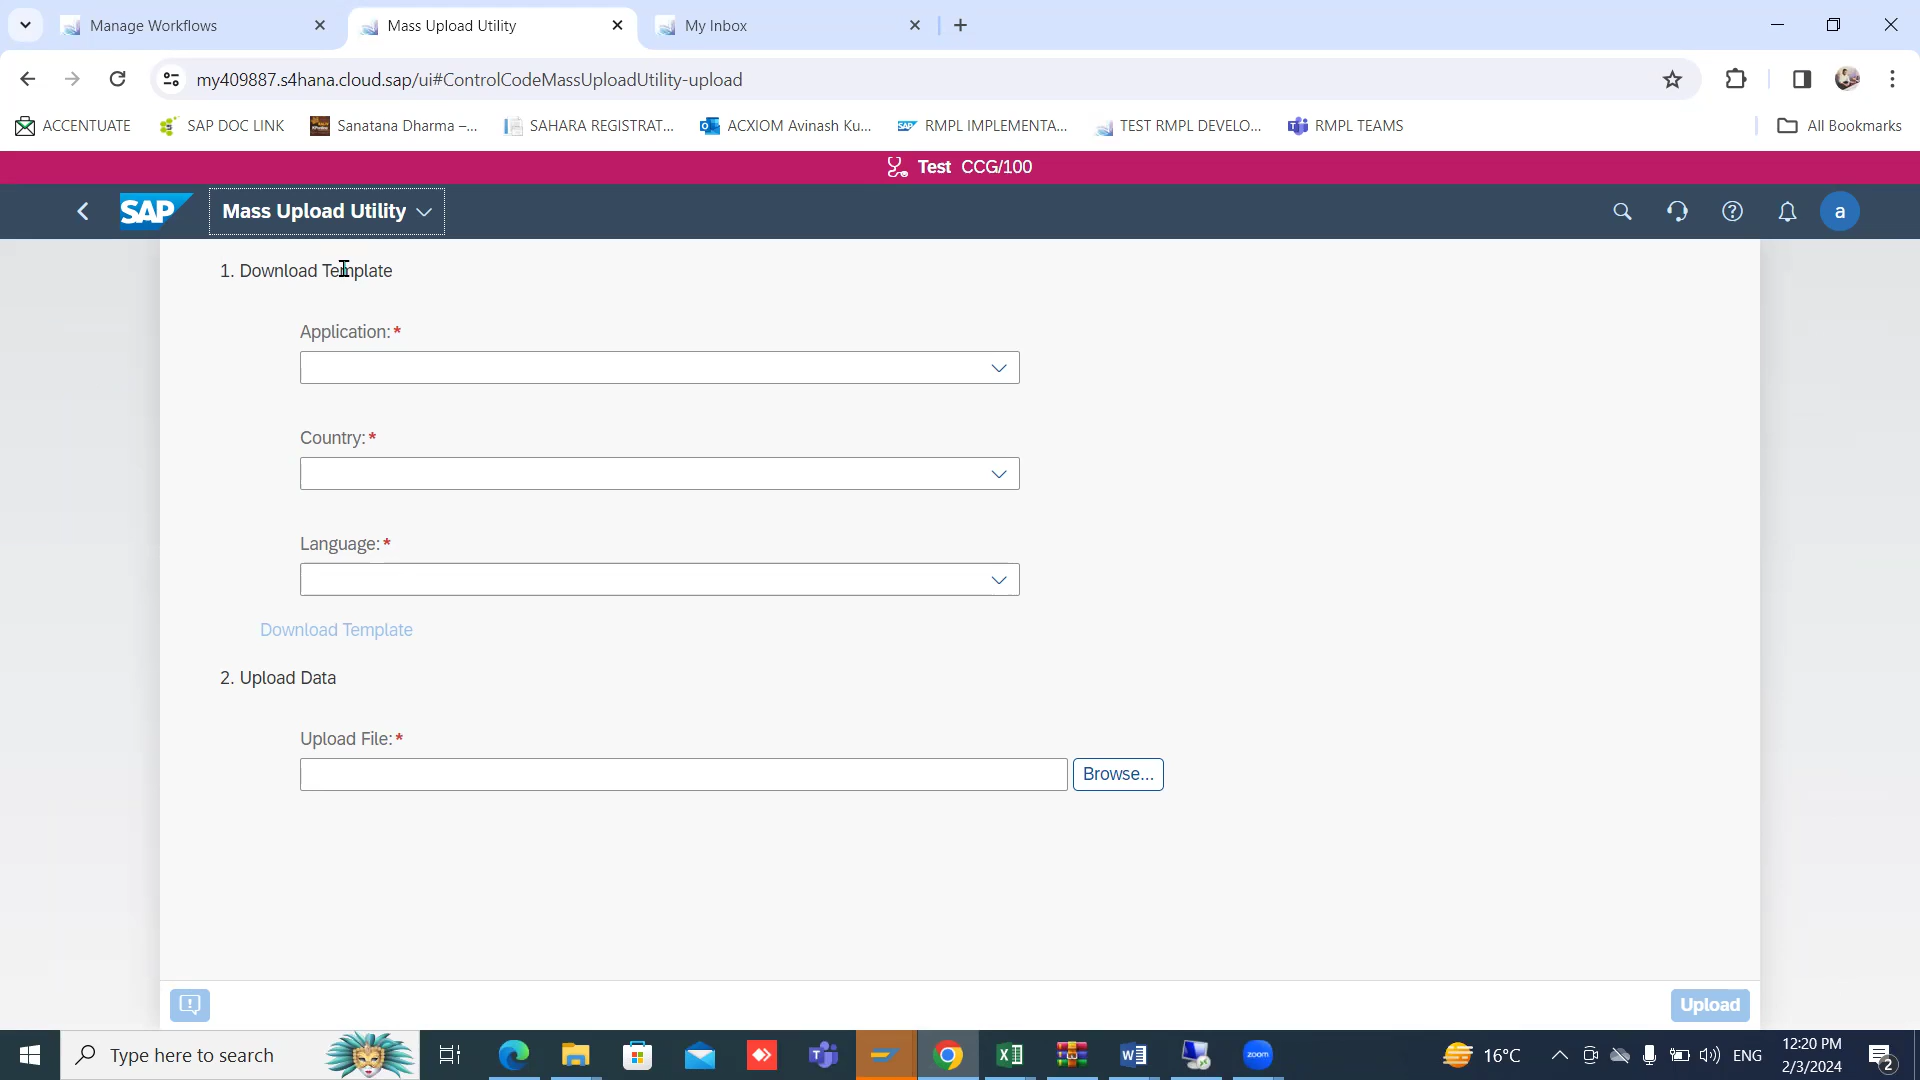 Manage Workflows
Mass Upload Utility
My Inbox
my409887.s4hana.cloud.sap/ui#ControlCodeMassUploadUtility-upload
ACCENTUATE
SAP DOC LINK
Sanatana Dharma –...
SAHARA REGISTRAT...
ACXIOM Avinash Ku...
RMPL IMPLEMENTA...
TEST RMPL DEVELO...
RMPL TEAMS
All Bookmarks
Test CCG/100
SAP
Mass Upload Utility
a
1. Download Template
Application:*
Country:*
Language:*
Download Template
2. Upload Data
Upload File:*
Browse...
Upload
Type here to search
zoom
16°C
ENG
12:20 PM
2/3/2024
2